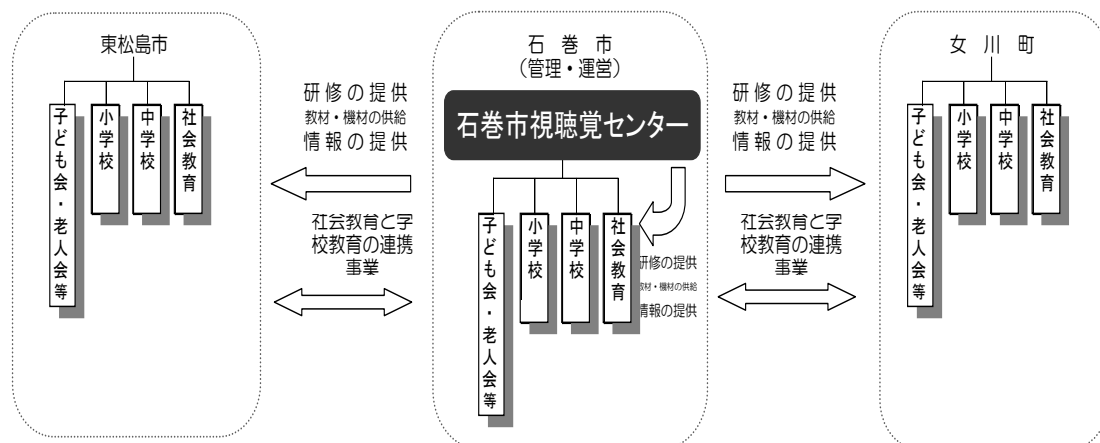 東松島市
子ども会・老人会等
小学校
中学校
社会教育
研修の提供
教材・機材の供給
情報の提供
社会教育と学
校教育の連携
事業
石巻市
(管理・運営)
石巻市視聴覚センター
子ども会・老人会等
小学校
中学校
社会教育
研修の提供
教材・機材の供給
情報の提供
研修の提供
教材・機材の供給
情報の提供
社会教育と学
校教育の連携
事業
女川町
子ども会・老人会等
小学校
中学校
社会教育